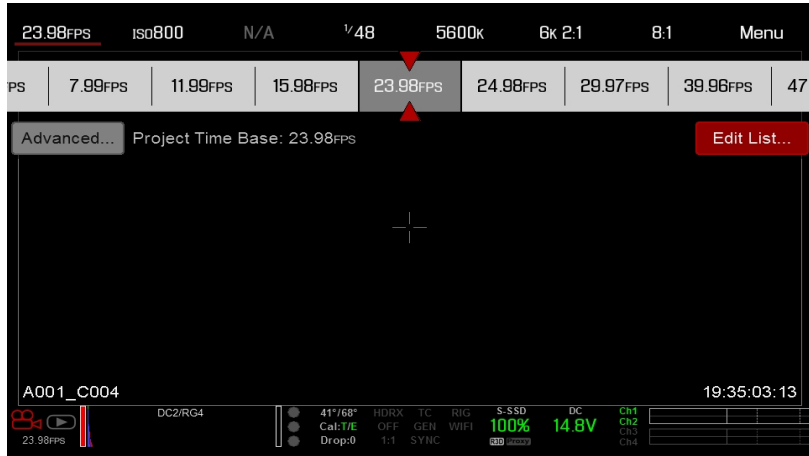 23.98FPS ISO800 N/A 1/48 5600K 6K 2:1 8:1 Menu
PS 7.99FPS 11.99FPS 15.98FPS 23.98FPS 24.98FPS 29.97FPS 39.96FPS 47
Advanced... Project Time Base: 23.98FPS Edit List...
A001_C004 19:35:03:13
DC2/RG4 41°/68° HDRX TC RIG S-SSD DC Ch1
Cal:T/E OFF GEN WIFI 100% 14.8V Ch2
Ch3
23.98FPS Drop:0 1:1 SYNC R3D Proxy Ch4